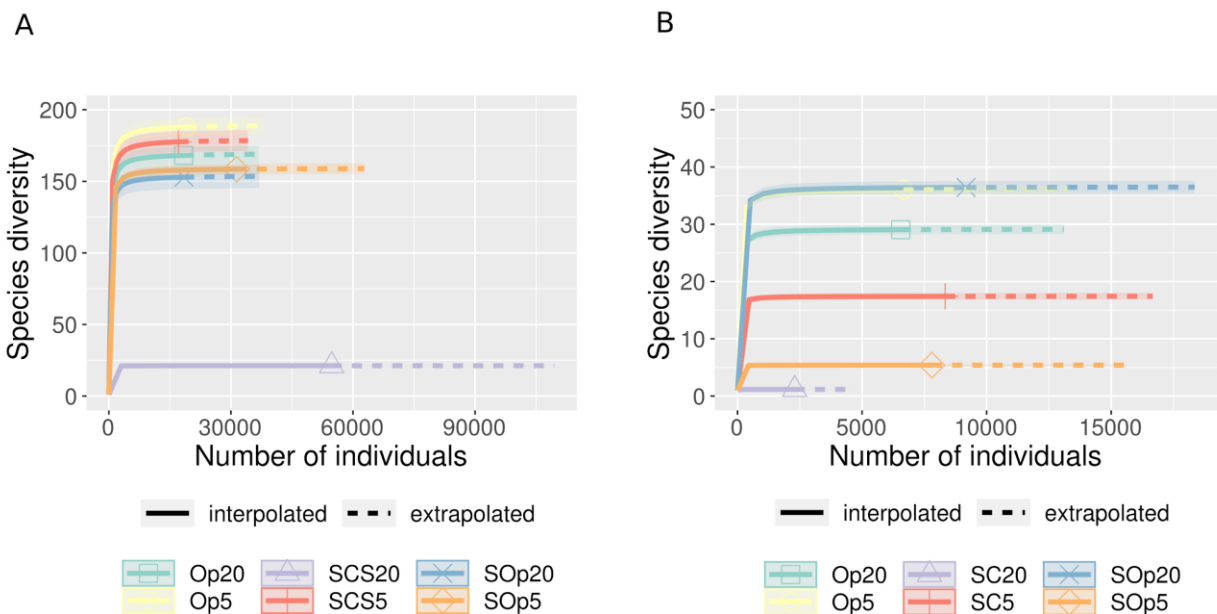 A
B
200
150
100
50
0
Species diversity
0 30000 60000 90000
Number of individuals
interpolated extrapolated
Op20 SCS20 SOp20
Op5 SCS5 SOp5
50
40
30
20
10
0
Species diversity
0 5000 10000 15000
Number of individuals
interpolated extrapolated
Op20 SC20 SOp20
Op5 SC5 SOp5